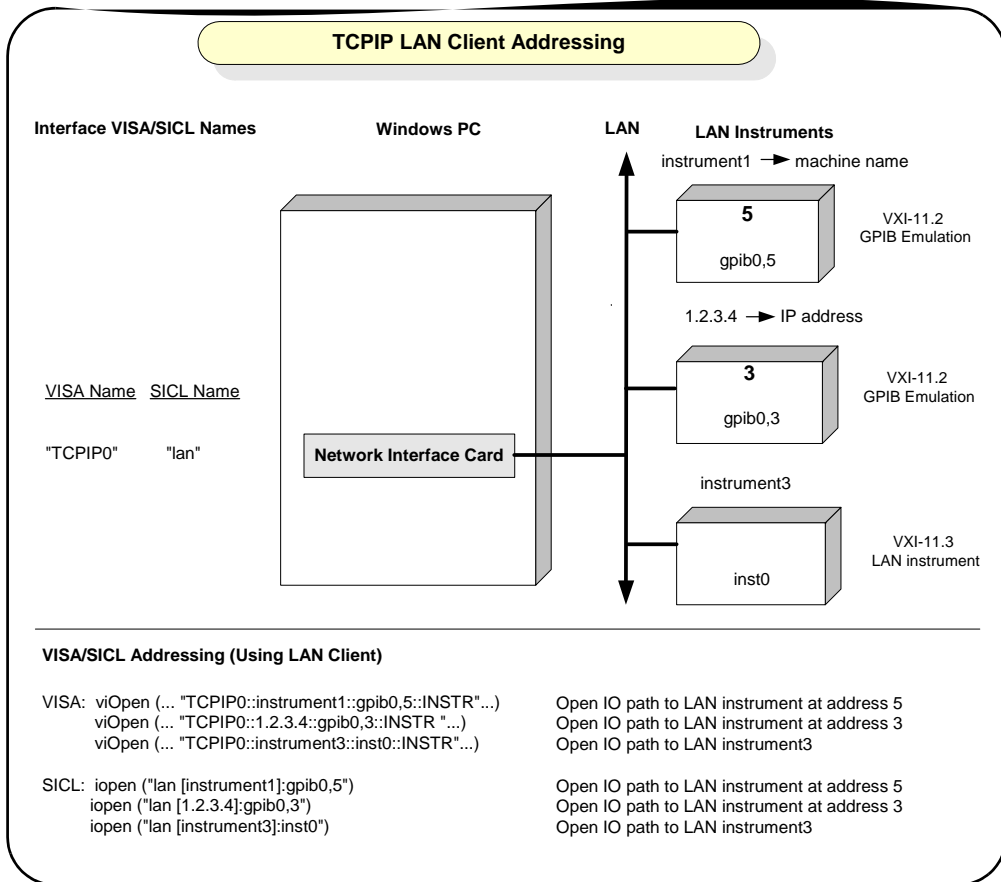 TCPIP LAN Client Addressing
Interface VISA/SICL Names
Windows PC
LAN
LAN Instruments
instrument1 → machine name
5
gpib0,5
VXI-11.2
GPIB Emulation
1.2.3.4 → IP address
3
gpib0,3
VXI-11.2
GPIB Emulation
VISA Name SICL Name
"TCPIP0" "lan"
Network Interface Card
instrument3
inst0
VXI-11.3
LAN instrument
VISA/SICL Addressing (Using LAN Client)
VISA: viOpen (... "TCPIP0::instrument1::gpib0,5::INSTR"...) Open IO path to LAN instrument at address 5
viOpen (... "TCPIP0::1.2.3.4::gpib0,3::INSTR "...) Open IO path to LAN instrument at address 3
viOpen (... "TCPIP0::instrument3::inst0::INSTR"...) Open IO path to LAN instrument3
SICL: iopen ("lan [instrument1]:gpib0,5") Open IO path to LAN instrument at address 5
iopen ("lan [1.2.3.4]:gpib0,3") Open IO path to LAN instrument at address 3
iopen ("lan [instrument3]:inst0") Open IO path to LAN instrument3